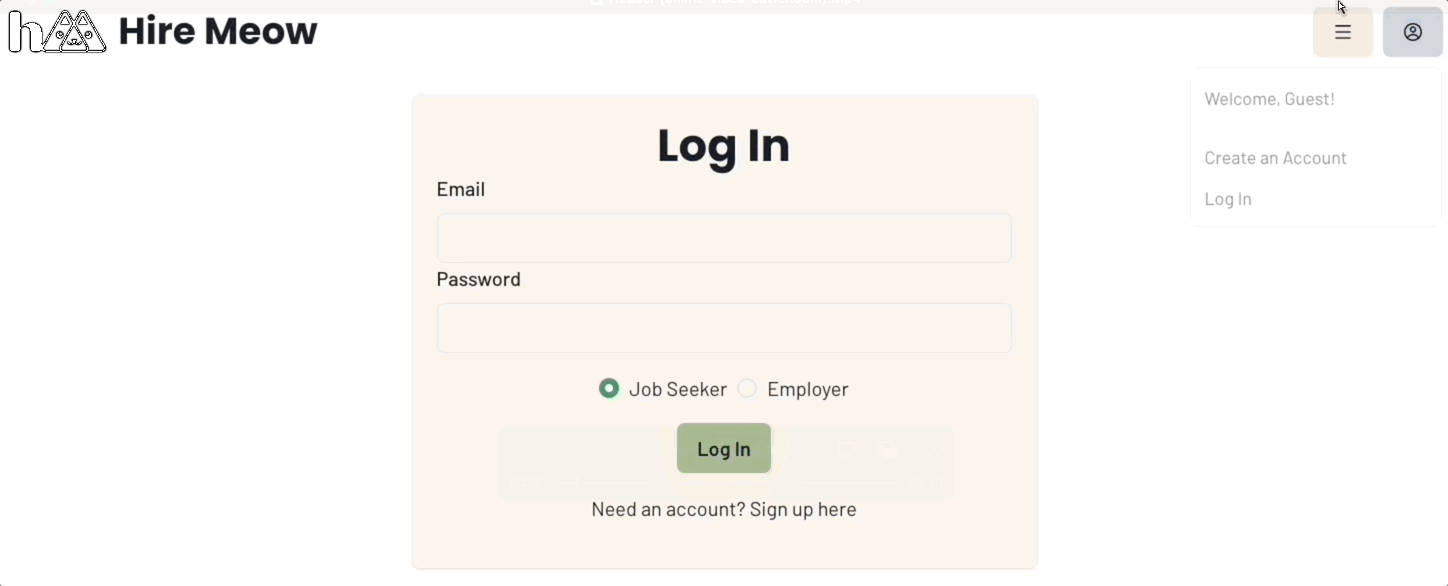 Hire Meow
Welcome, Guest!
Create an Account
Log In
Log In
Email
Password
Job Seeker
Employer
Log In
Need an account? Sign up here